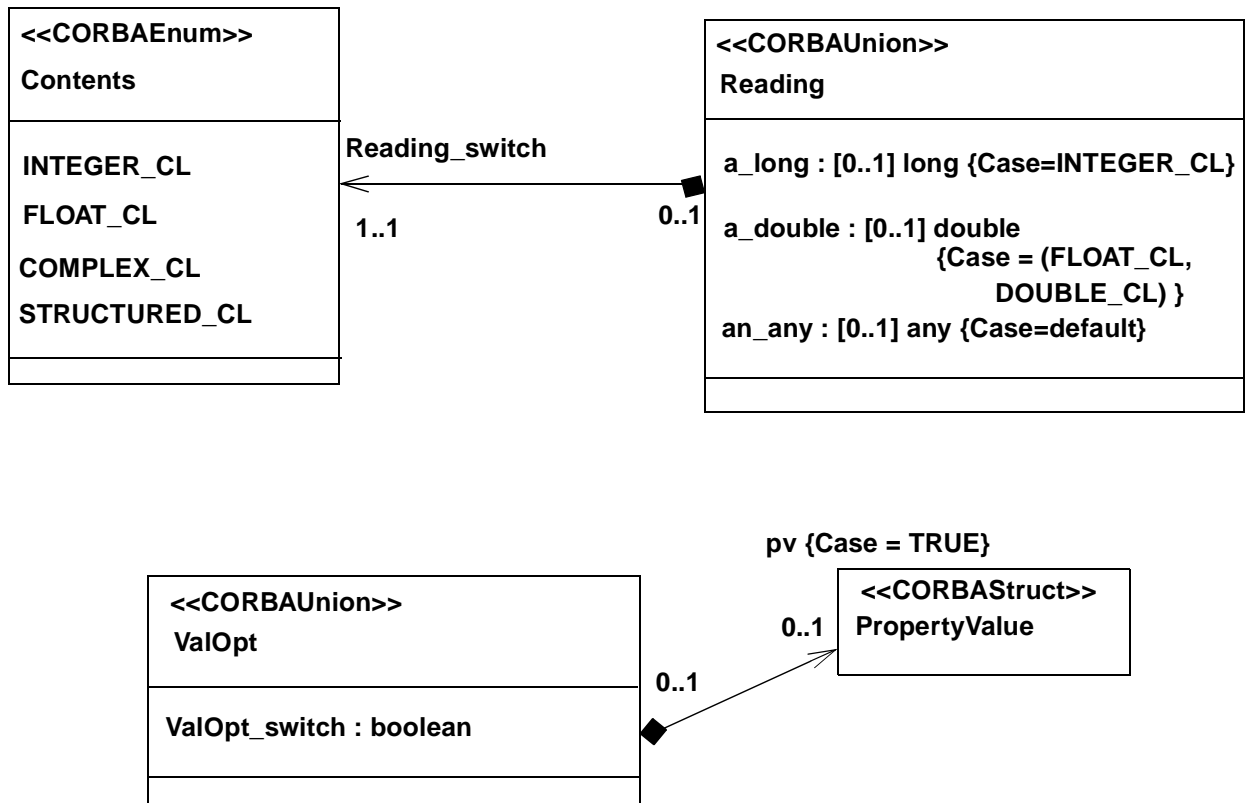 <<CORBAEnum>>
Contents
INTEGER_CL
FLOAT_CL
COMPLEX_CL
STRUCTURED_CL
Reading_switch
1..1
0..1
<<CORBAUnion>>
Reading
a_long : [0..1] long {Case=INTEGER_CL}
a_double : [0..1] double
{Case = (FLOAT_CL,
DOUBLE_CL) }
an_any : [0..1] any {Case=default}
<<CORBAUnion>>
ValOpt
ValOpt_switch : boolean
0..1
0..1
pv {Case = TRUE}
<<CORBAStruct>>
PropertyValue